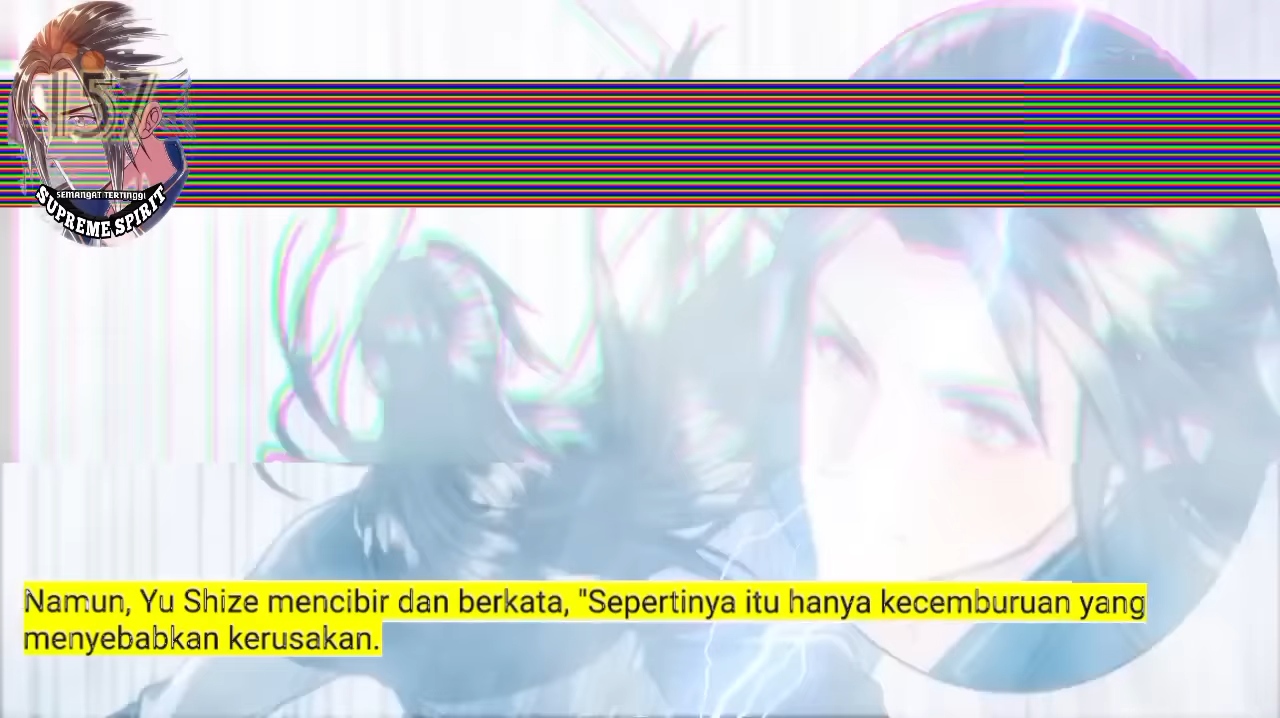 157
SEMANGAT TERTINGGI
SUPREME SPIRIT
Namun, Yu Shize mencibir dan berkata, "Sepertinya itu hanya kecemburuan yang
menyebabkan kerusakan.